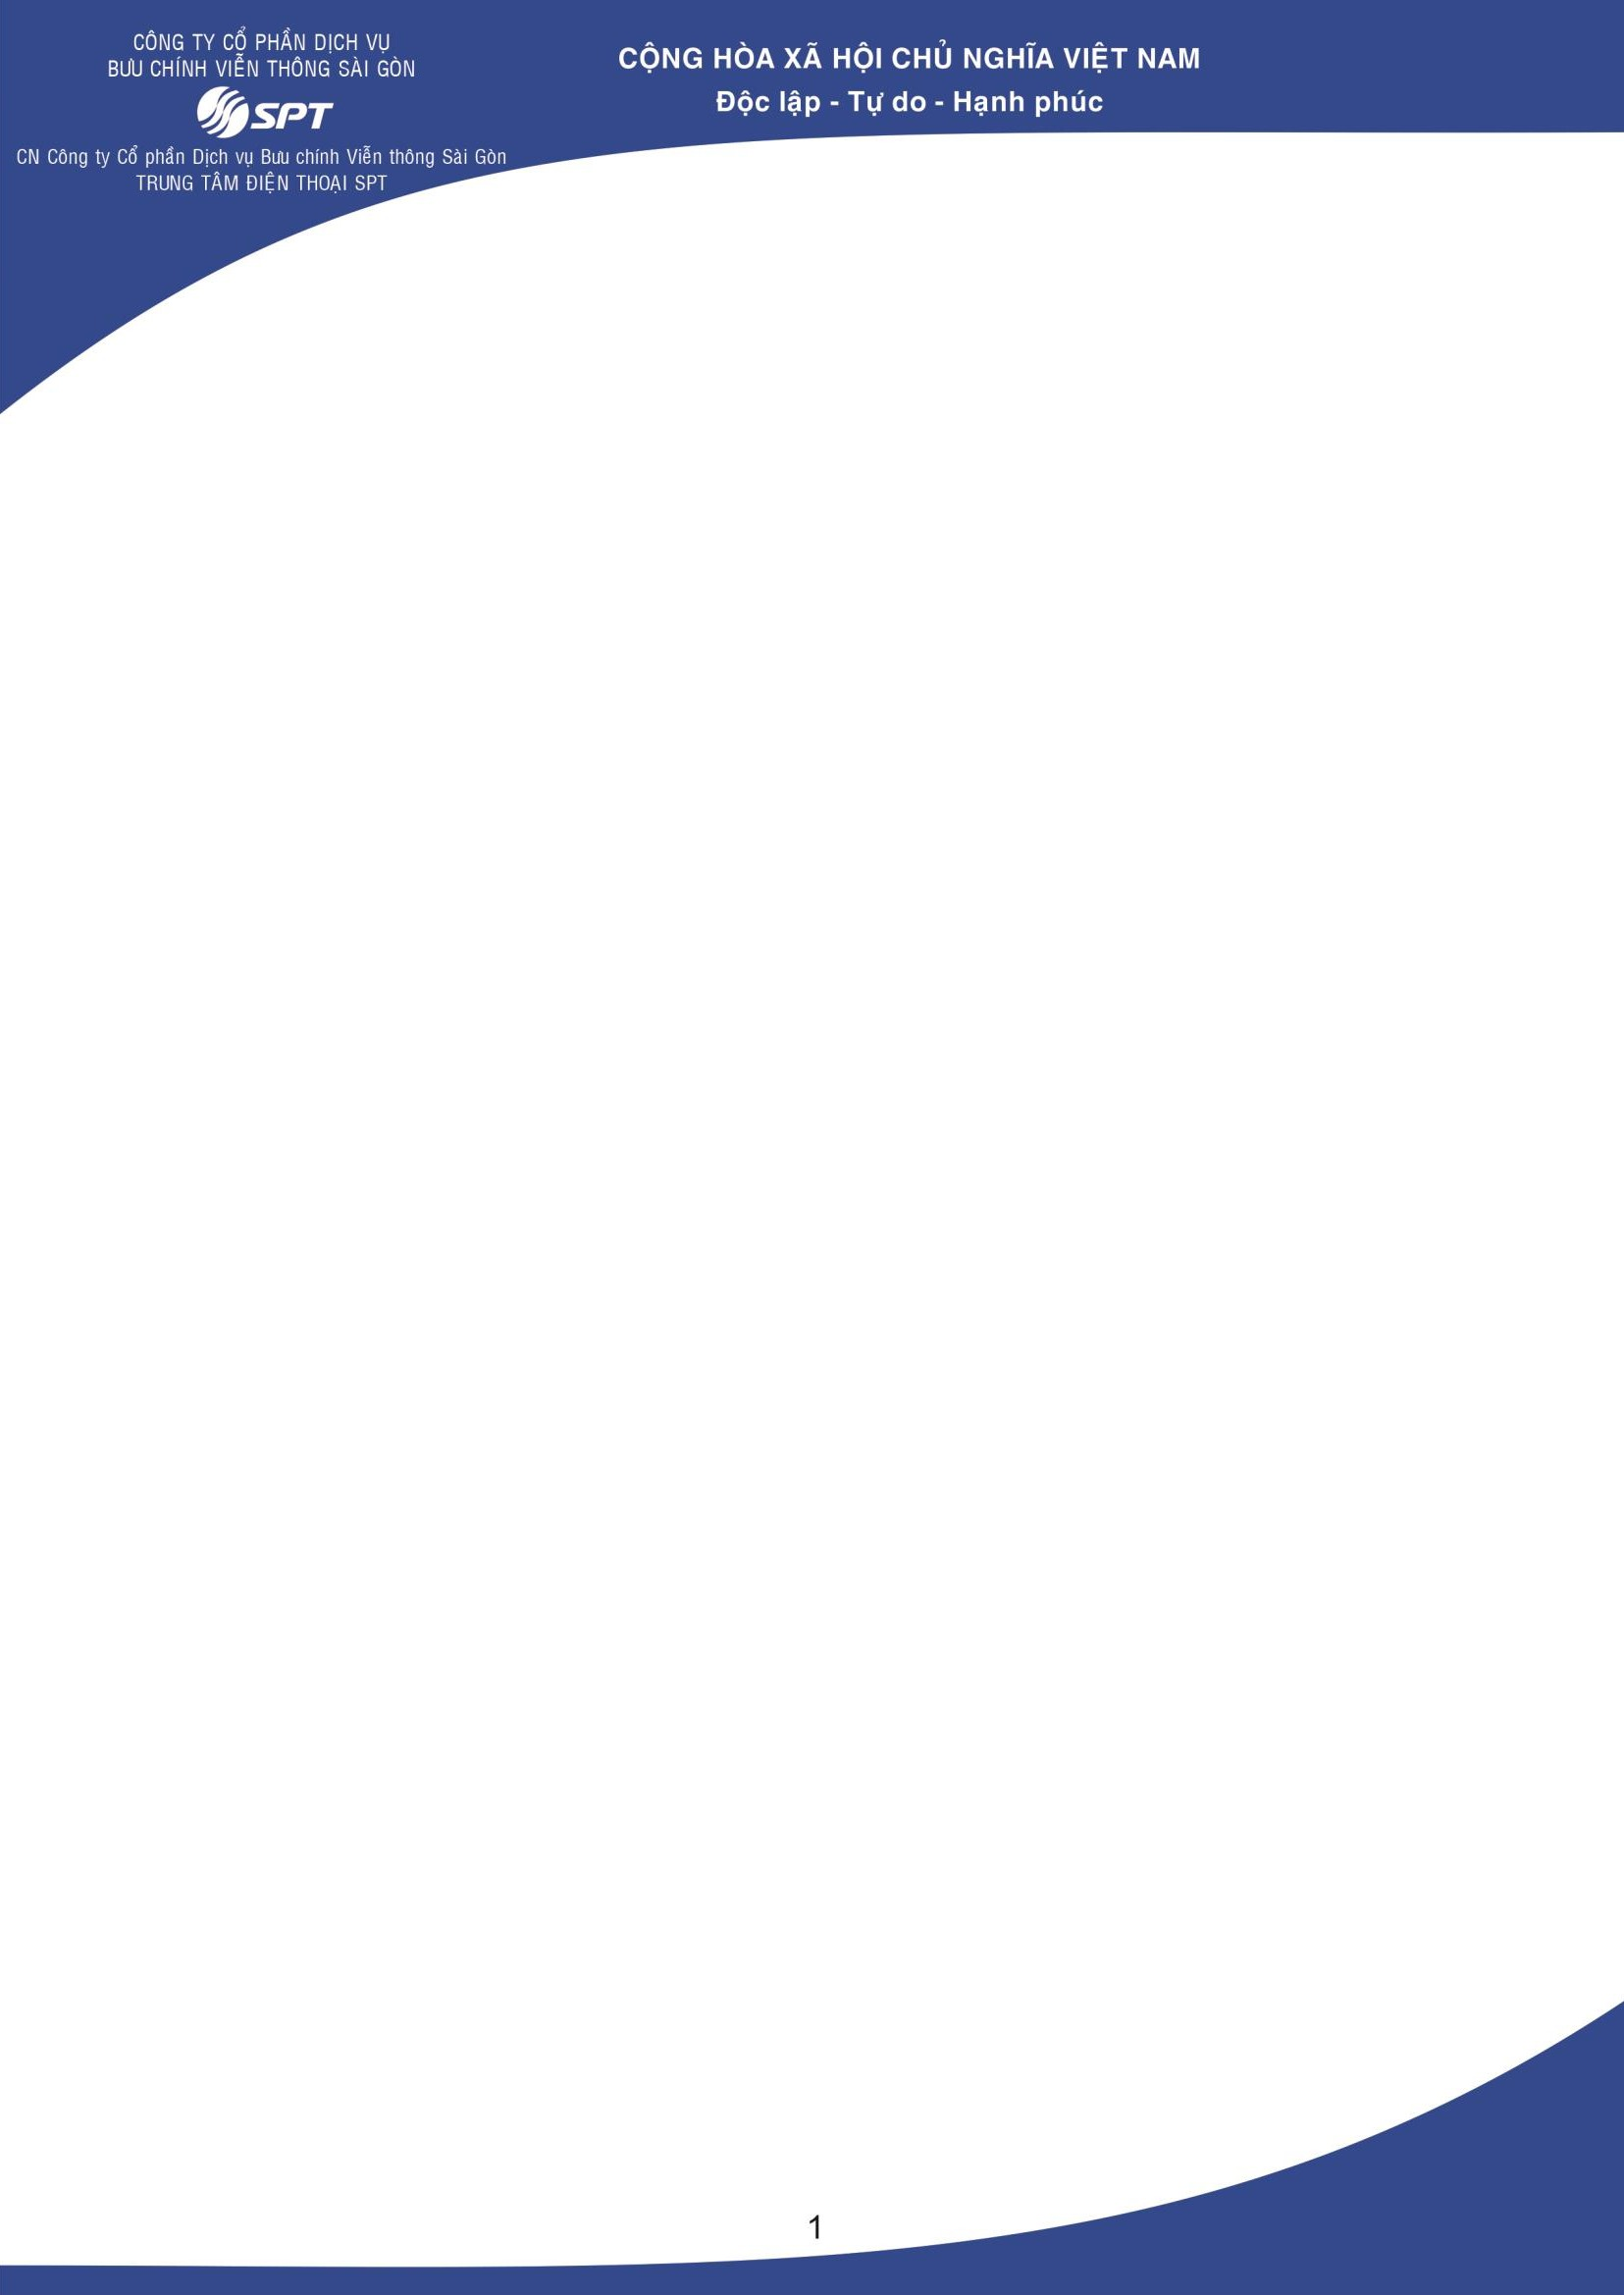 CÔNG TY CỔ PHẦN DỊCH VỤ
BƯU CHÍNH VIỄN THÔNG SÀI GÒN
SPT
CN Công ty Cổ phần Dịch vụ Bưu chính Viễn thông Sài Gòn
TRUNG TÂM ĐIỆN THOẠI SPT
CỘNG HÒA XÃ HỘI CHỦ NGHĨA VIỆT NAM
Độc lập - Tự do - Hạnh phúc
1